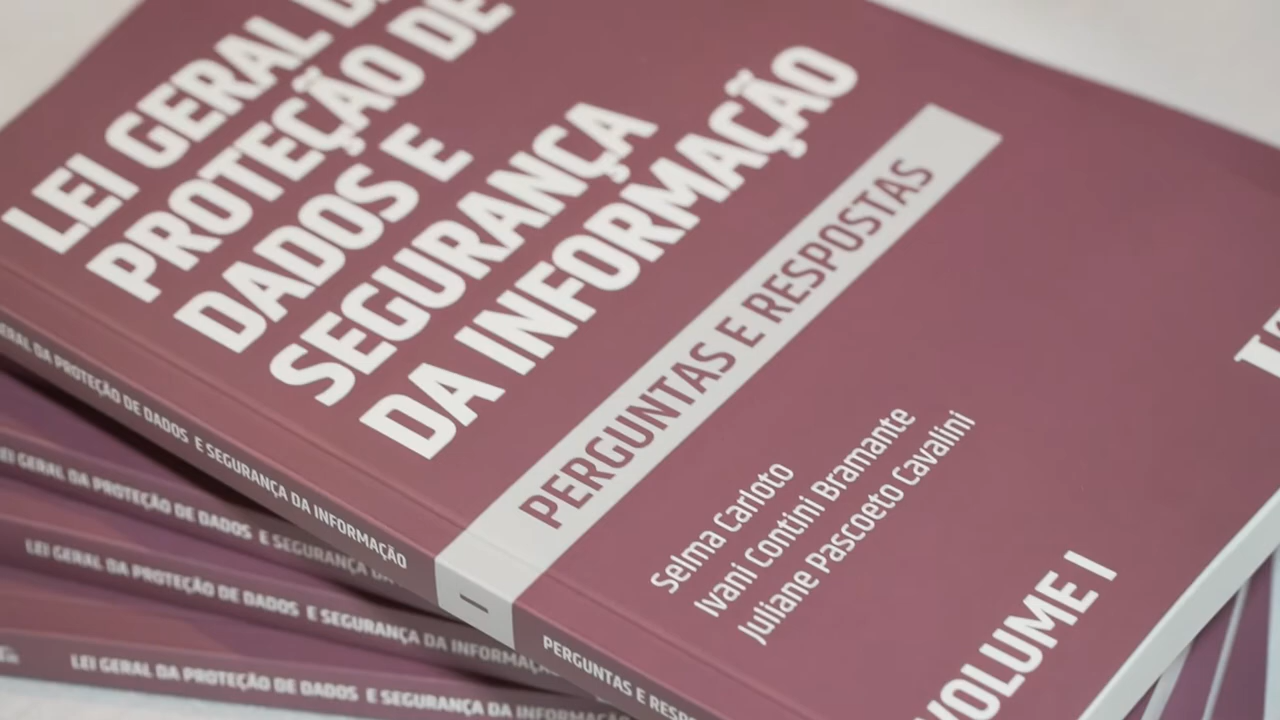 LEI GERAL DA
PROTEÇÃO DE
DADOS E
SEGURANÇA
DA INFORMAÇÃO
PERGUNTAS E RESPOSTAS
Selma Carloto
Ivani Contini Bramante
Juliane Pascoeto Cavalini
VOLUME I
GERAL DA PROTEÇÃO DE DADOS E SEGURANÇA DA INFORMAÇÃO
I
PERGUNTAS E
LEI GERAL DA PROTEÇÃO DE DADOS E SEGURANÇA DA
LEI GERAL DA PROTEÇÃO DE DADOS E SEGURANÇA DA
LEI GERAL DA PROTEÇÃO DE DADOS E SEGURANÇA DA INFORMAÇÃO